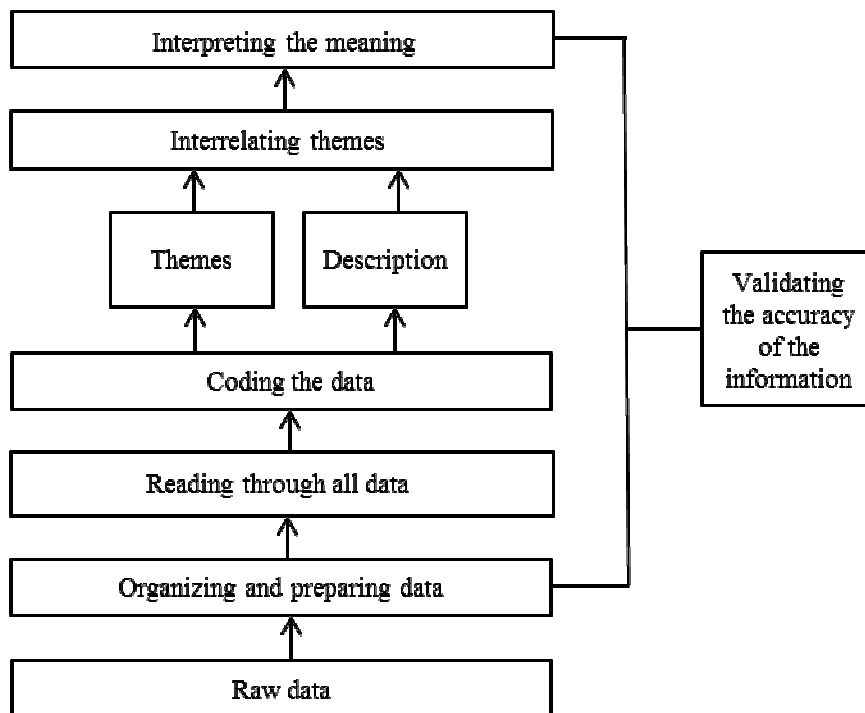 Interpreting the meaning
Interrelating themes
Themes
Description
Validating
the accuracy
of the
information
Coding the data
Reading through all data
Organizing and preparing data
Raw data